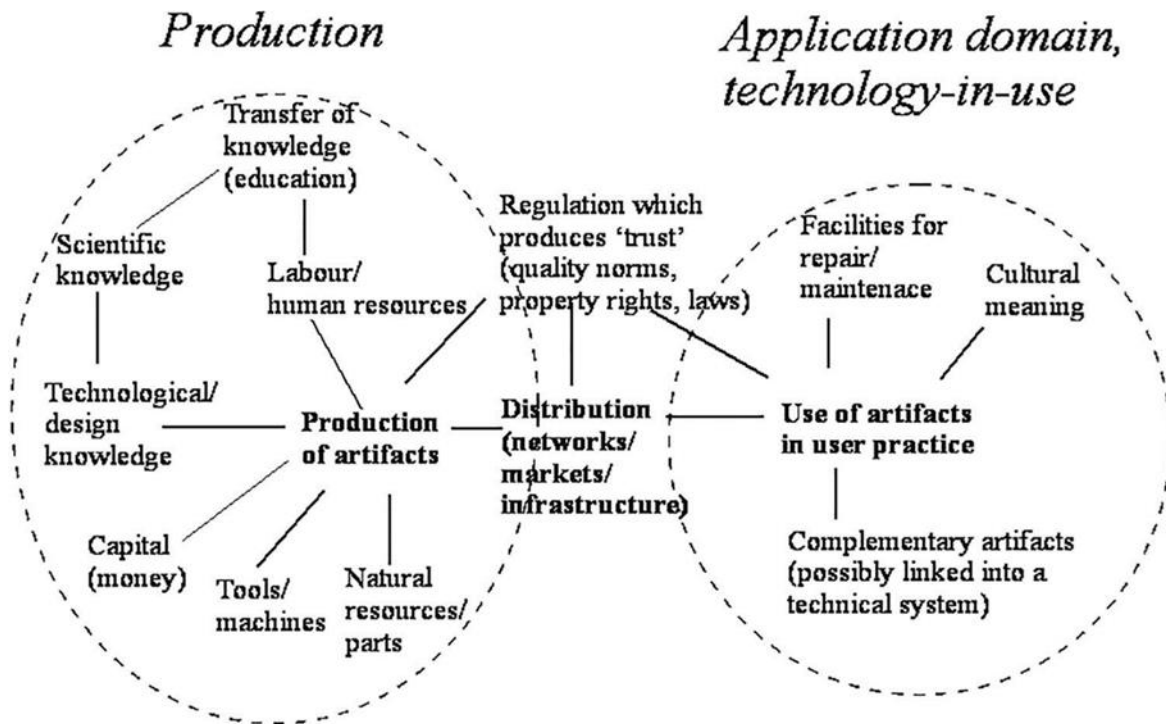 Production
Application domain,
technology-in-use
Transfer of
knowledge
(education)
Scientific
knowledge
Labour/
human resources
Regulation which
produces ‘trust’
(quality norms,
property rights, laws)
Facilities for
repair/
maintenace
Cultural
meaning
Technological/
design
knowledge
Production
of artifacts
Distribution
(networks/
markets/
infrastructure)
Use of artifacts
in user practice
Capital
(money)
Tools/
machines
Natural
resources/
parts
Complementary artifacts
(possibly linked into a
technical system)